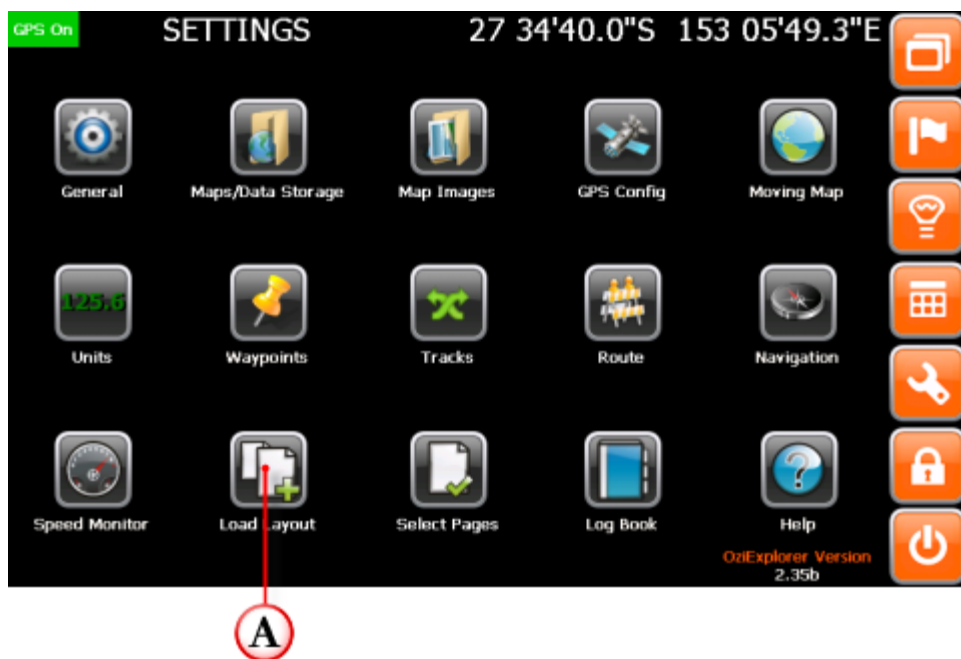 GPS On SETTINGS 27 34'40.0"S 153 05'49.3"E
General Maps/Data Storage Map Images GPS Config Moving Map
125.6
Units Waypoints Tracks Route Navigation
Speed Monitor Load Layout Select Pages Log Book Help
OziExplorer Version
2.35b
A